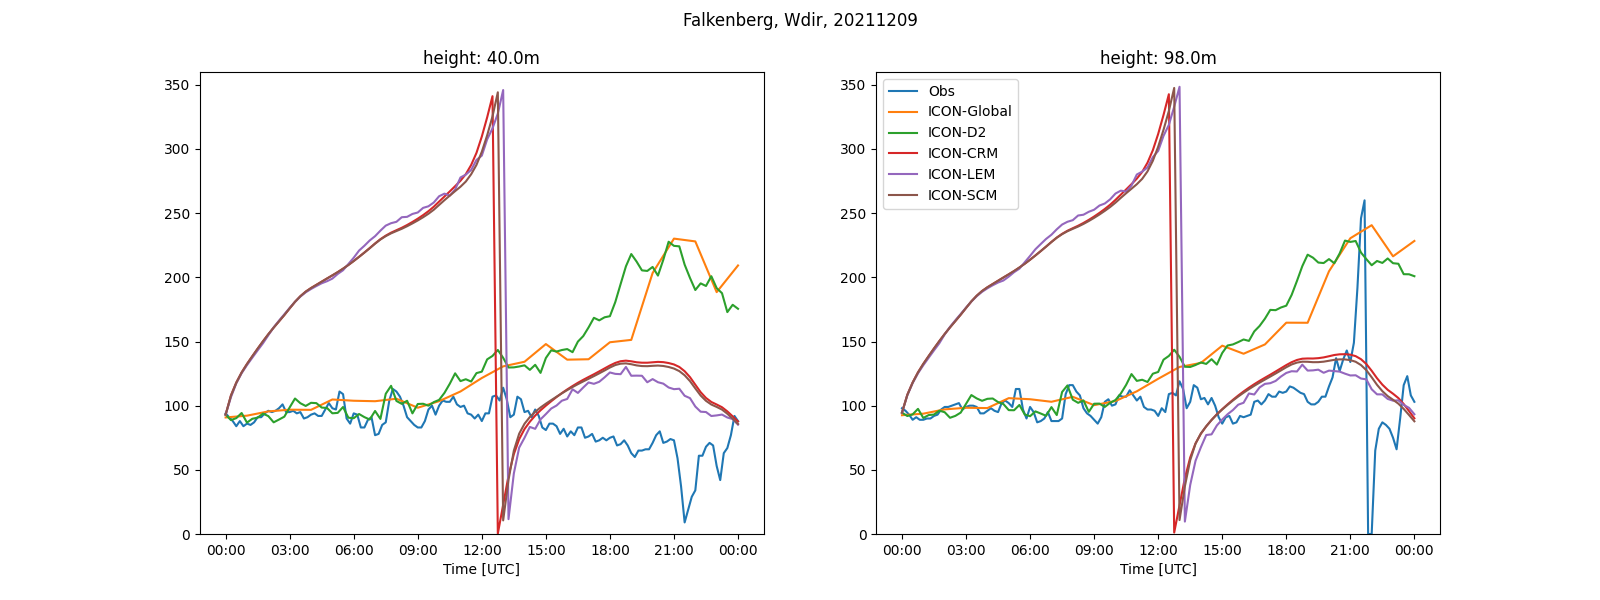 Falkenberg, Wdir, 20211209
height: 40.0m
350
300
250
200
150
100
50
0
00:00 03:00 06:00 09:00 12:00 15:00 18:00 21:00 00:00
Time [UTC]
height: 98.0m
350
300
250
200
150
100
50
0
Obs
ICON-Global
ICON-D2
ICON-CRM
ICON-LEM
ICON-SCM
00:00 03:00 06:00 09:00 12:00 15:00 18:00 21:00 00:00
Time [UTC]